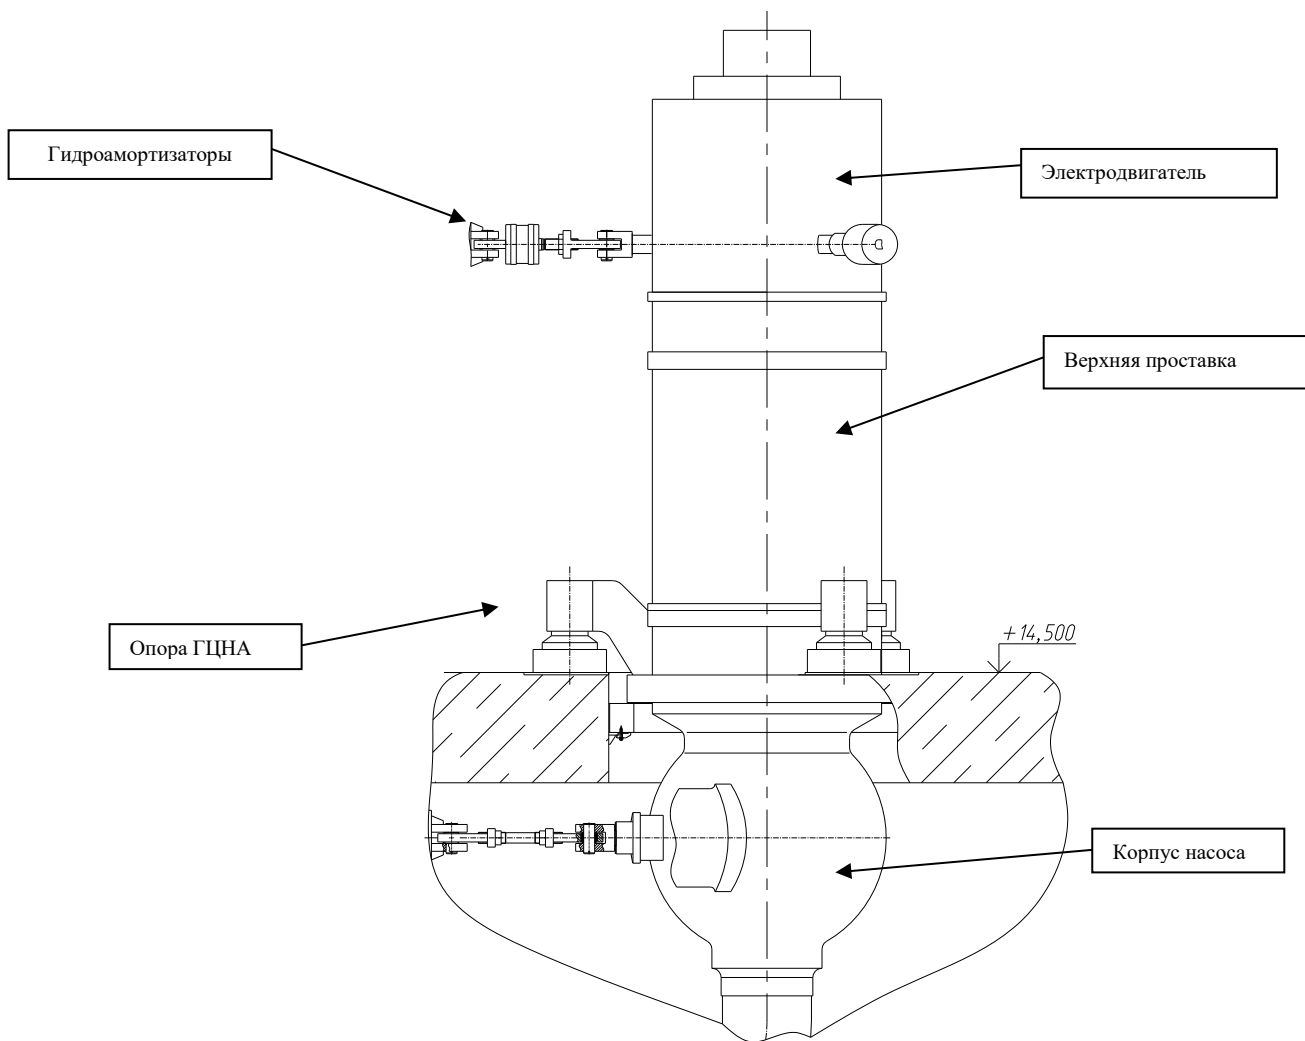 Гидроамортизаторы
Электродвигатель
Верхняя проставка
Опора ГЦНА
+14,500
Корпус насоса